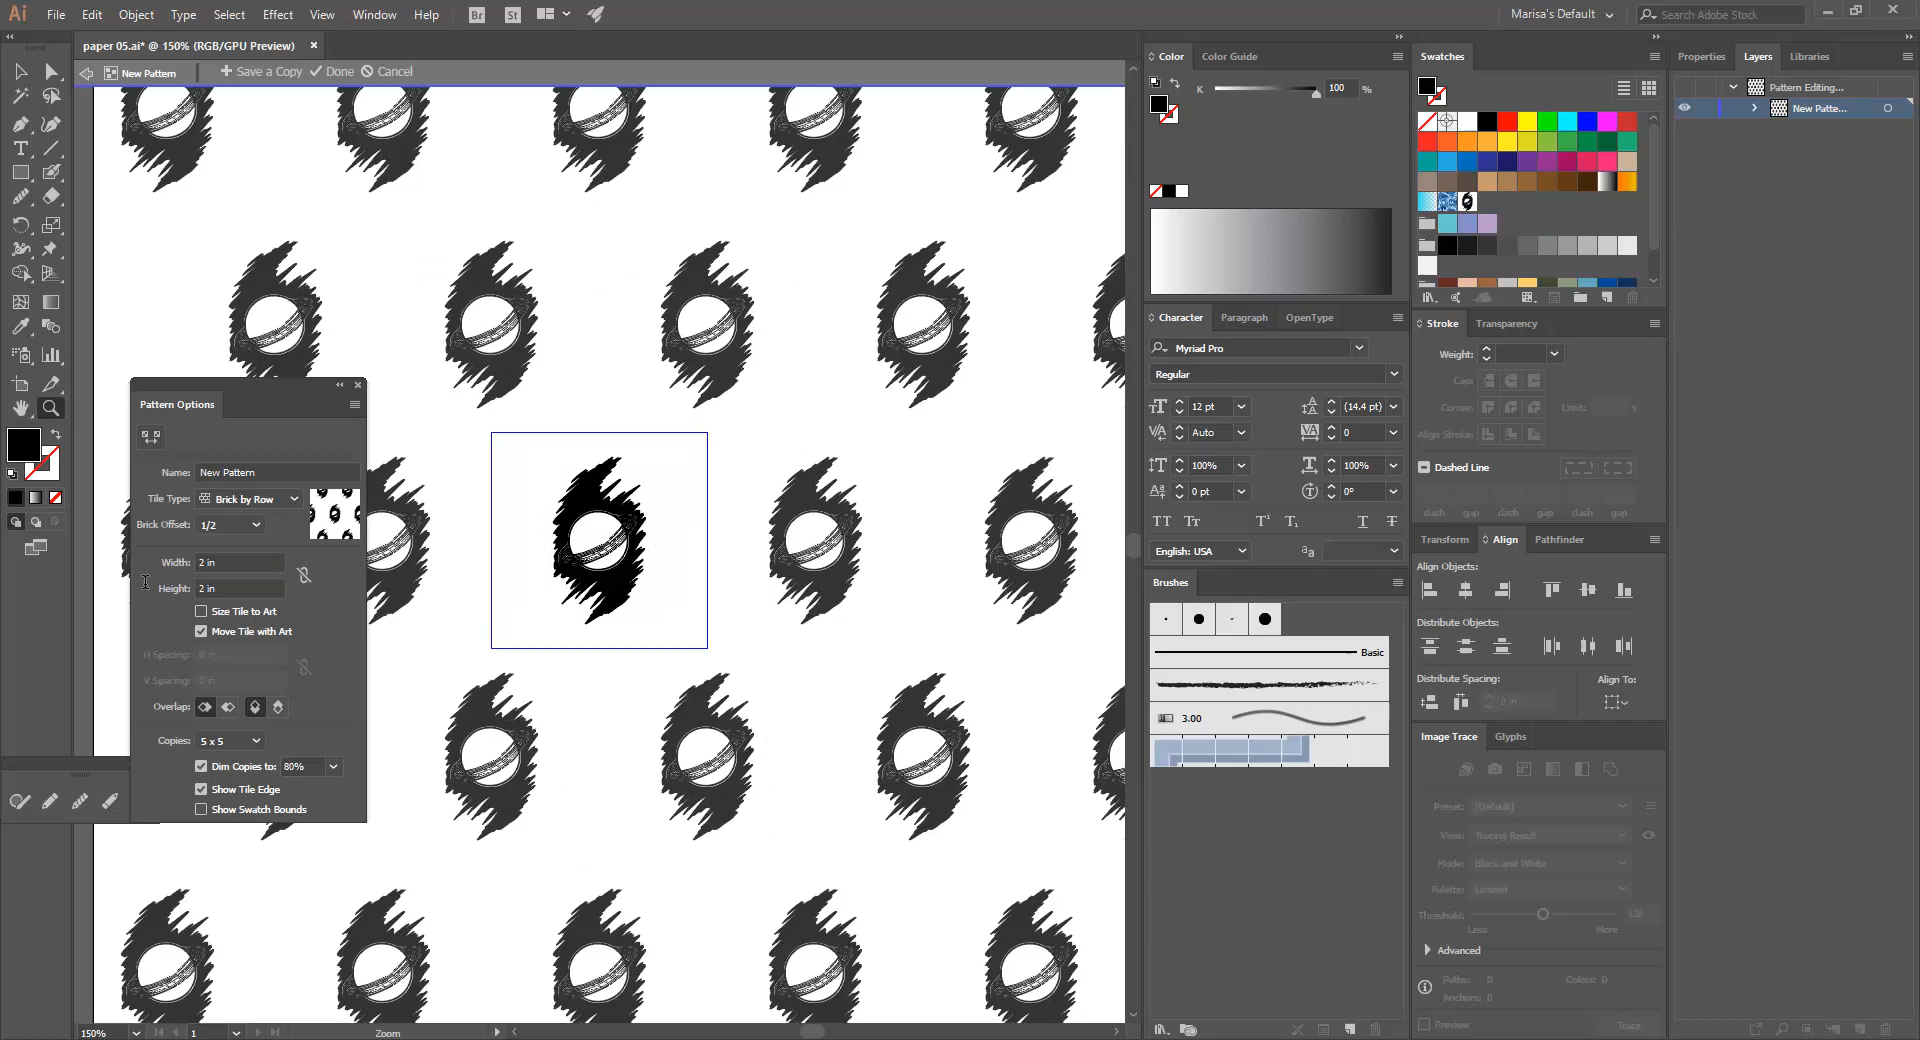 Ai File Edit Object Type Select Effect View Window Help Br St Marisa's Default Search Adobe Stock
paper 05.ai* @ 150% (RGB/GPU Preview)
New Pattern Save a Copy Done Cancel
Pattern Options
Name: New Pattern
Tile Type: Brick by Row
Brick Offset: 1/2
Width: 2 in
Height: 2 in
Size Tile to Art
Move Tile with Art
H Spacing: 0 in
V Spacing: 0 in
Overlap:
Copies: 5 x 5
Dim Copies to: 80%
Show Tile Edge
Show Swatch Bounds
150% 1 Zoom
Color Color Guide
K 100 %
Character Paragraph OpenType
Myriad Pro
Regular
12 pt (14.4 pt)
Auto 0
100% 100%
0 pt 0°
English: USA
Brushes
Basic
3.00
Swatches
Stroke Transparency
Weight:
Cap:
Corner: Limit: x
Align Stroke:
Dashed Line
dash gap dash gap dash gap
Transform Align Pathfinder
Align Objects:
Distribute Objects:
Distribute Spacing: Align To:
0 in
Image Trace Glyphs
Preset: [Default]
View: Tracing Result
Mode: Black and White
Palette: Limited
Threshold:
Less More
Advanced
Paths: 0 Colors: 0
Anchors: 0
Preview Trace
Properties Layers Libraries
Pattern Editing...
New Patte...